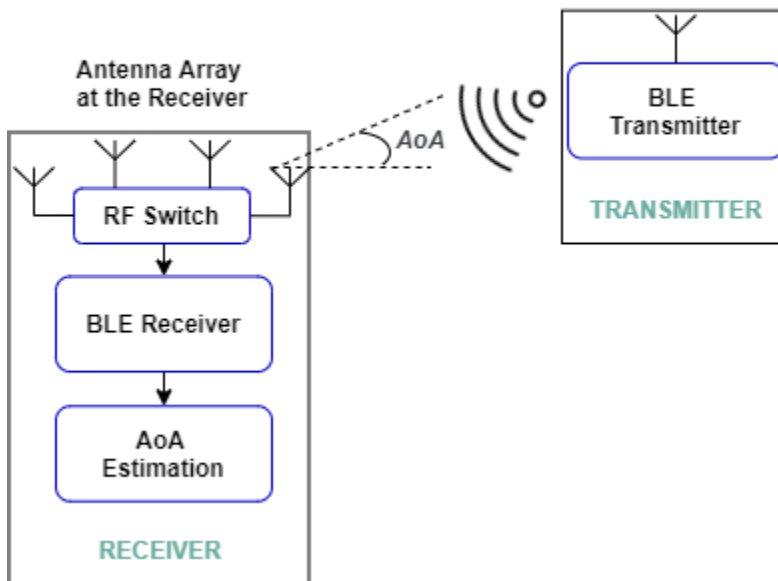 Antenna Array
at the Receiver
AoA
BLE
Transmitter
TRANSMITTER
RF Switch
BLE Receiver
AoA
Estimation
RECEIVER